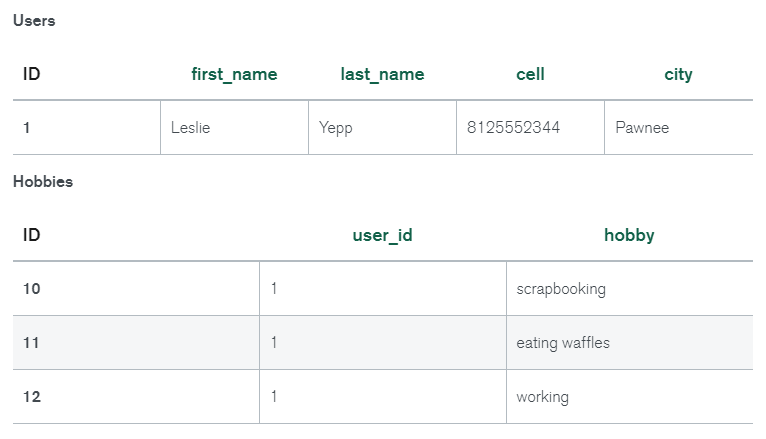 Users
ID first_name last_name cell city
1 Leslie Yepp 8125552344 Pawnee
Hobbies
ID user_id hobby
10 1 scrapbooking
11 1 eating waffles
12 1 working